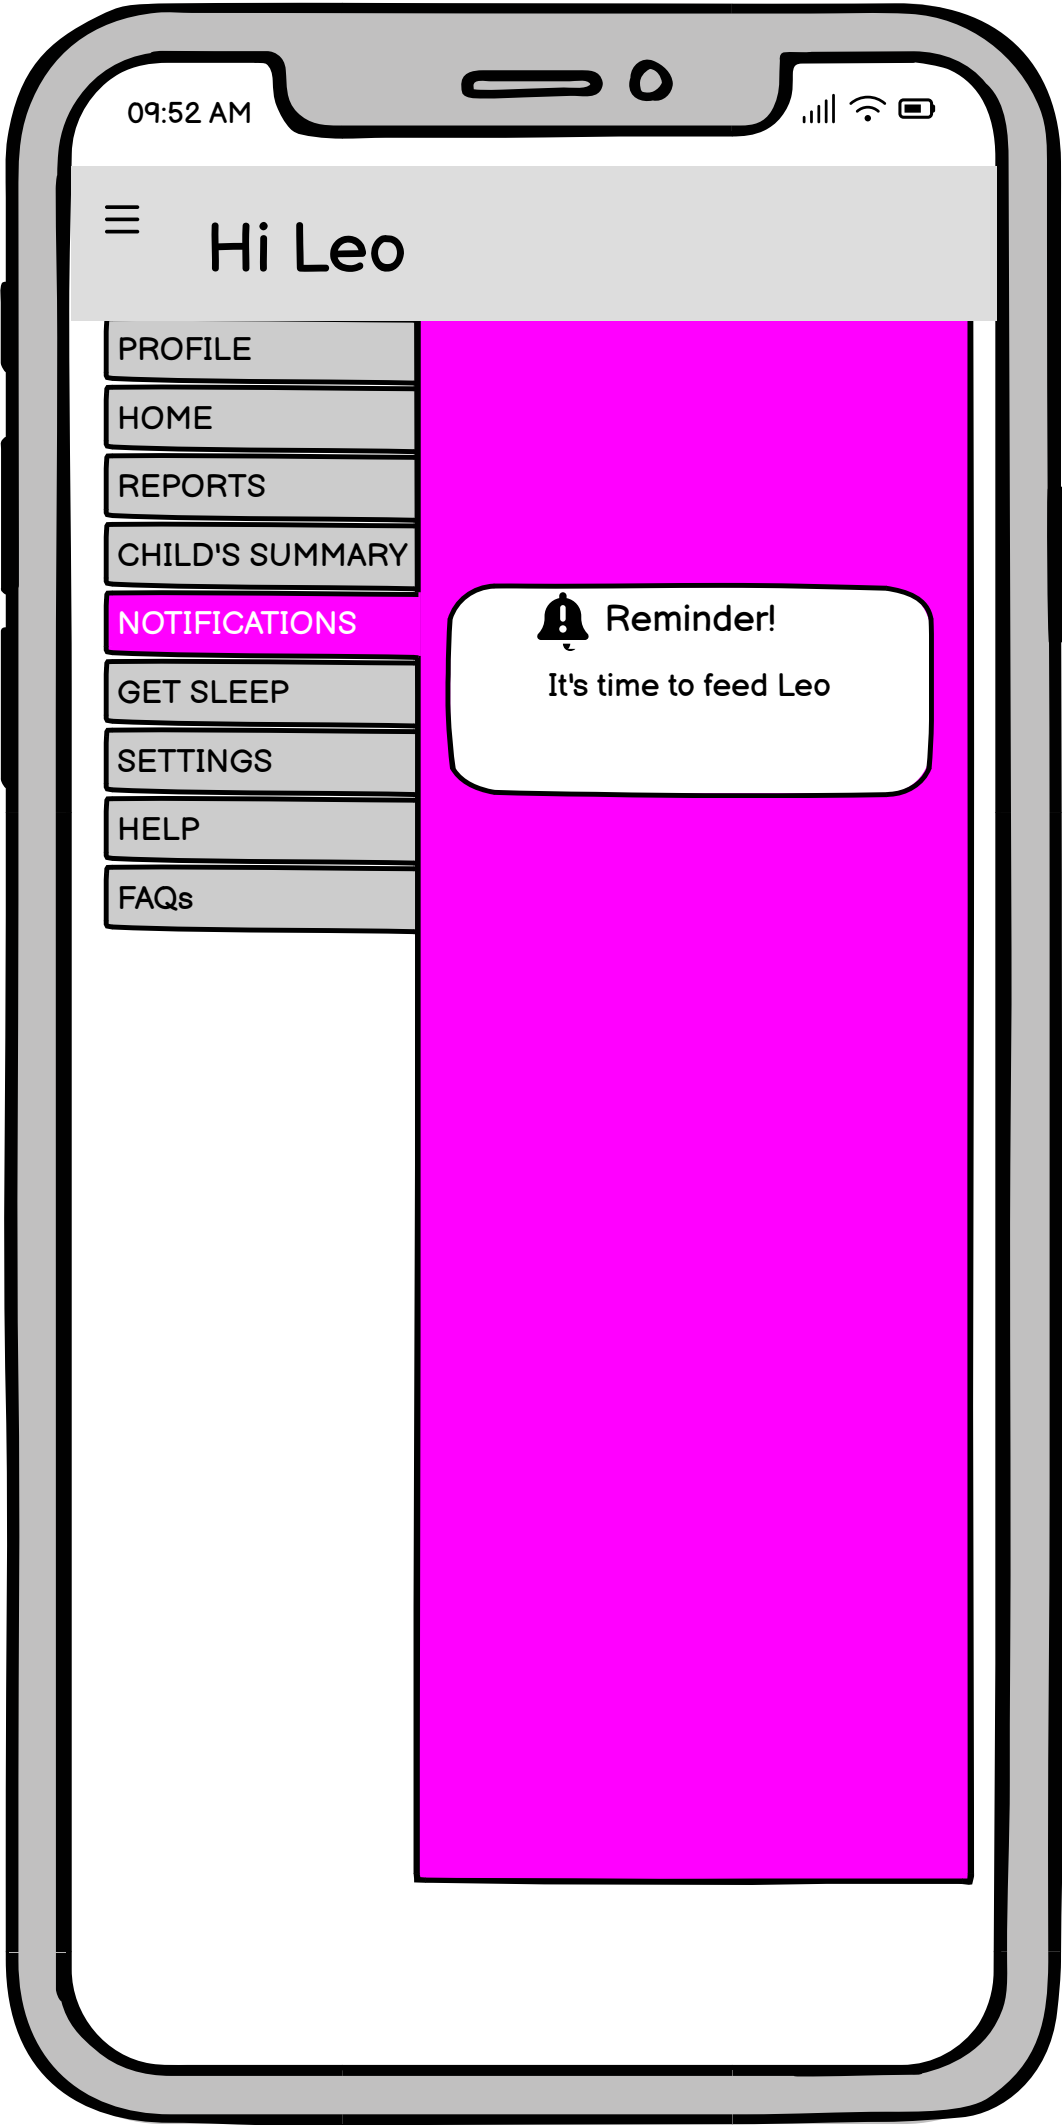 09:52 AM
Hi Leo
PROFILE
HOME
REPORTS
CHILD'S SUMMARY
NOTIFICATIONS
GET SLEEP
SETTINGS
HELP
FAQs
Reminder!
It's time to feed Leo